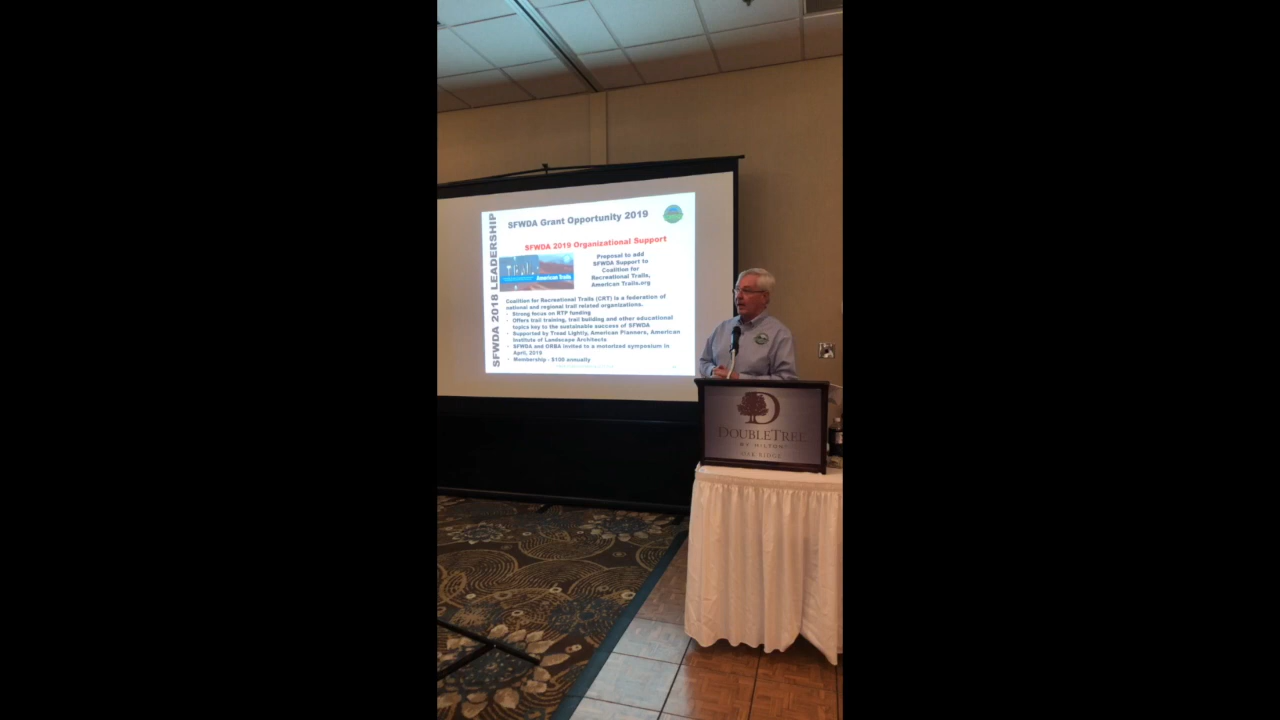 SFWDA 2018 LEADERSHIP
SFWDA Grant Opportunity 2019
SFWDA 2019 Organizational Support
American Trails
Proposal to add
SFWDA Support to
Coalition for
Recreational Trails,
American Trails.org
Coalition for Recreational Trails (CRT) is a federation of
national and regional trail related organizations.
- Strong focus on RTP funding
- Offers trail training, trail building and other educational
topics key to the sustainable success of SFWDA
- Supported by Tread Lightly, American Planners, American
Institute of Landscape Architects
- SFWDA and ORBA invited to a motorized symposium in
April, 2019
- Membership - $100 annually
D
DOUBLETREE
BY HILTON
OAK RIDGE